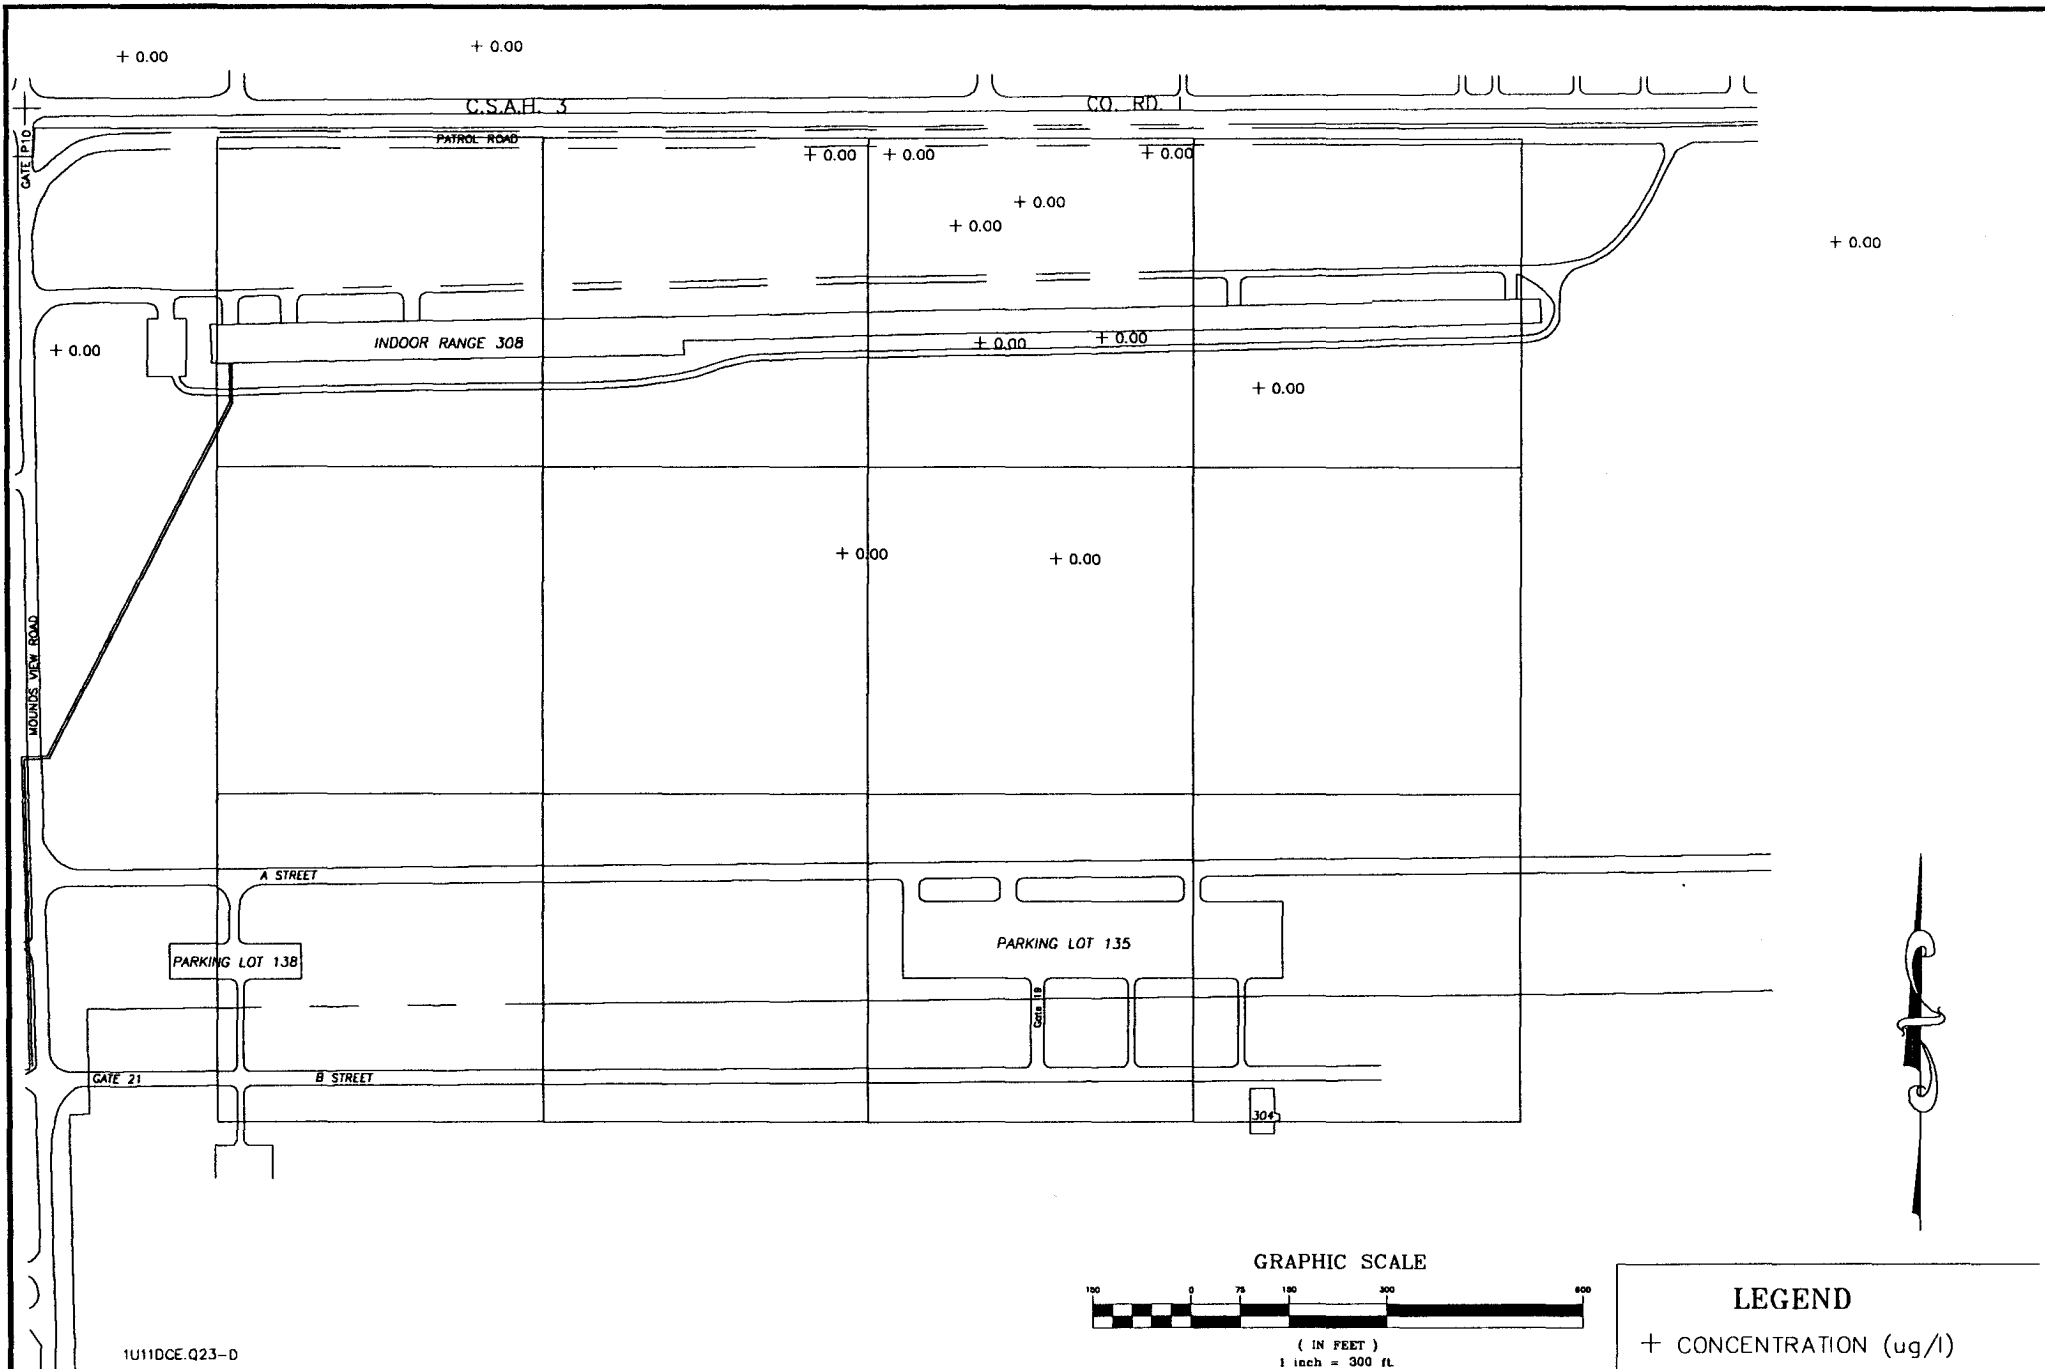 + 0.00
+ 0.00
C.S.A.H. 3
CO. RD. I
GATE P10
PATROL ROAD
+ 0.00
+ 0.00
+ 0.00
+ 0.00
+ 0.00
+ 0.00
+ 0.00
INDOOR RANGE 308
+ 0.00
+ 0.00
+ 0.00
+ 0.00
+ 0.00
MOUNDS VIEW ROAD
A STREET
PARKING LOT 135
PARKING LOT 138
Gate 19
GATE 21
B STREET
304
GRAPHIC SCALE
150 0 75 150 300 600
( IN FEET )
1 inch = 300 ft.
LEGEND
+ CONCENTRATION (ug/l)
1U11DCE.Q23-D